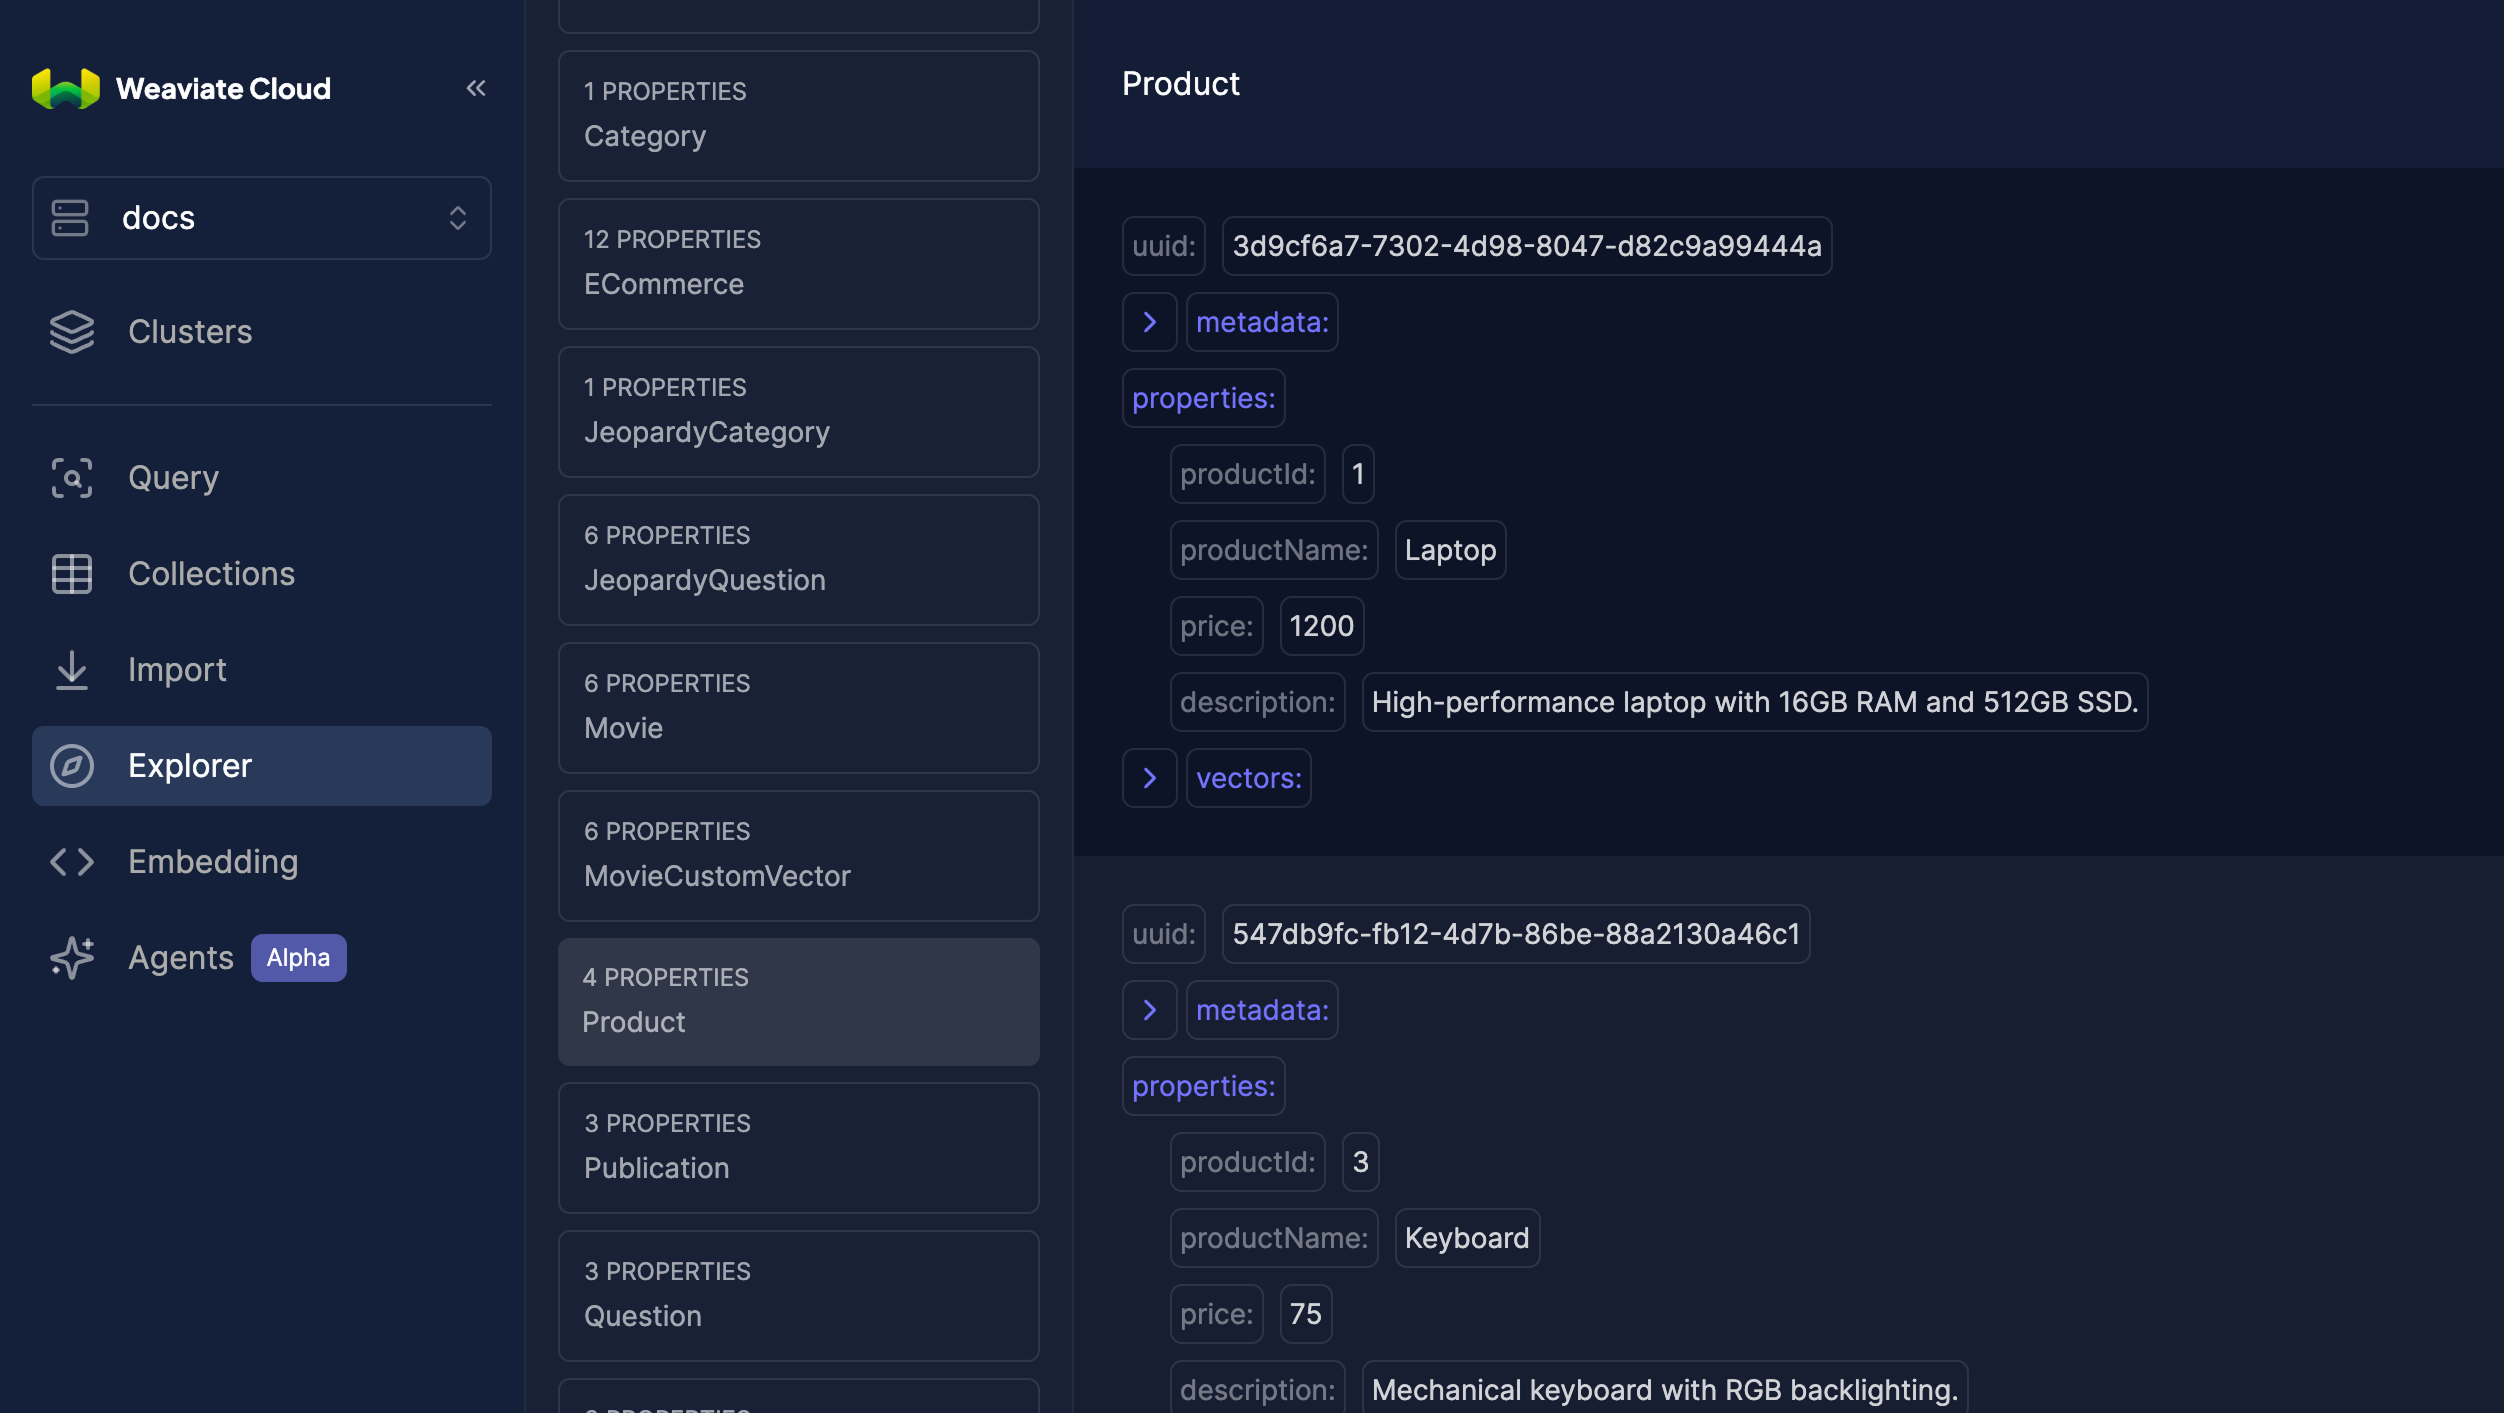 Weaviate Cloud
docs
Clusters
Query
Collections
Import
Explorer
Embedding
Agents Alpha
1 PROPERTIES
Category
12 PROPERTIES
ECommerce
1 PROPERTIES
JeopardyCategory
6 PROPERTIES
JeopardyQuestion
6 PROPERTIES
Movie
6 PROPERTIES
MovieCustomVector
4 PROPERTIES
Product
3 PROPERTIES
Publication
3 PROPERTIES
Question
PROPERTIES
Product
uuid: 3d9cf6a7-7302-4d98-8047-d82c9a99444a
metadata:
properties:
productId: 1
productName: Laptop
price: 1200
description: High-performance laptop with 16GB RAM and 512GB SSD.
vectors:
uuid: 547db9fc-fb12-4d7b-86be-88a2130a46c1
metadata:
properties:
productId: 3
productName: Keyboard
price: 75
description: Mechanical keyboard with RGB backlighting.